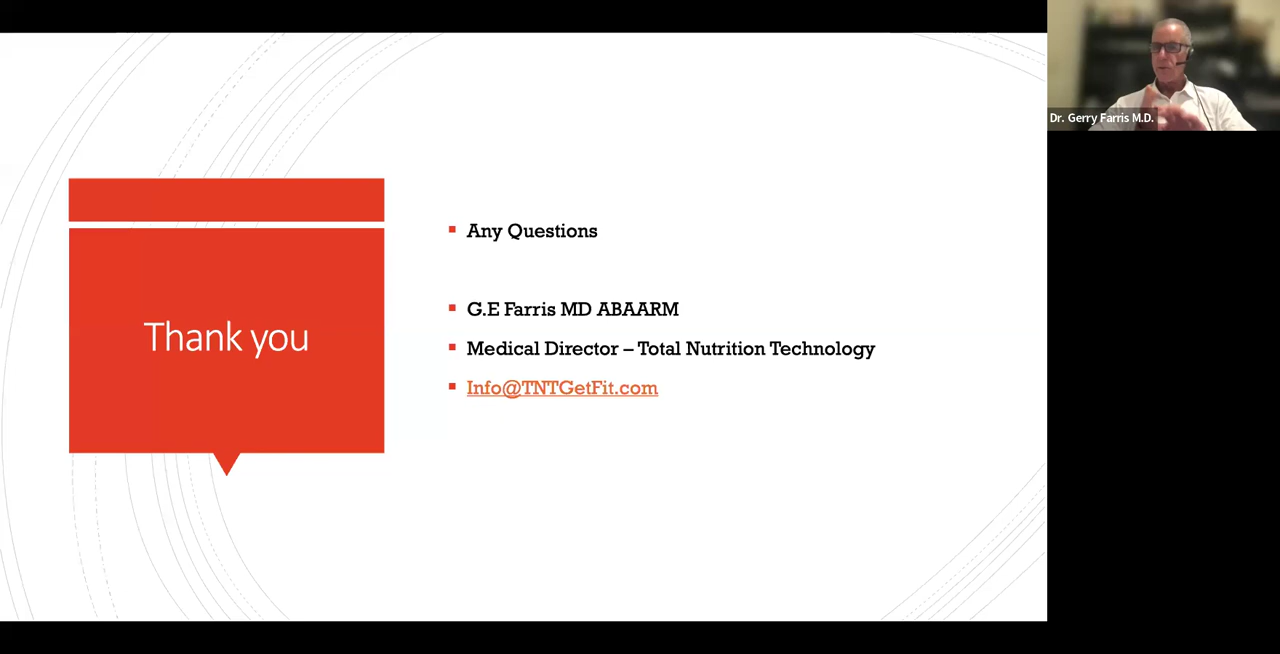 Dr. Gerry Farris M.D.
Thank you
Any Questions
G.E Farris MD ABAARM
Medical Director – Total Nutrition Technology
Info@TNTGetFit.com